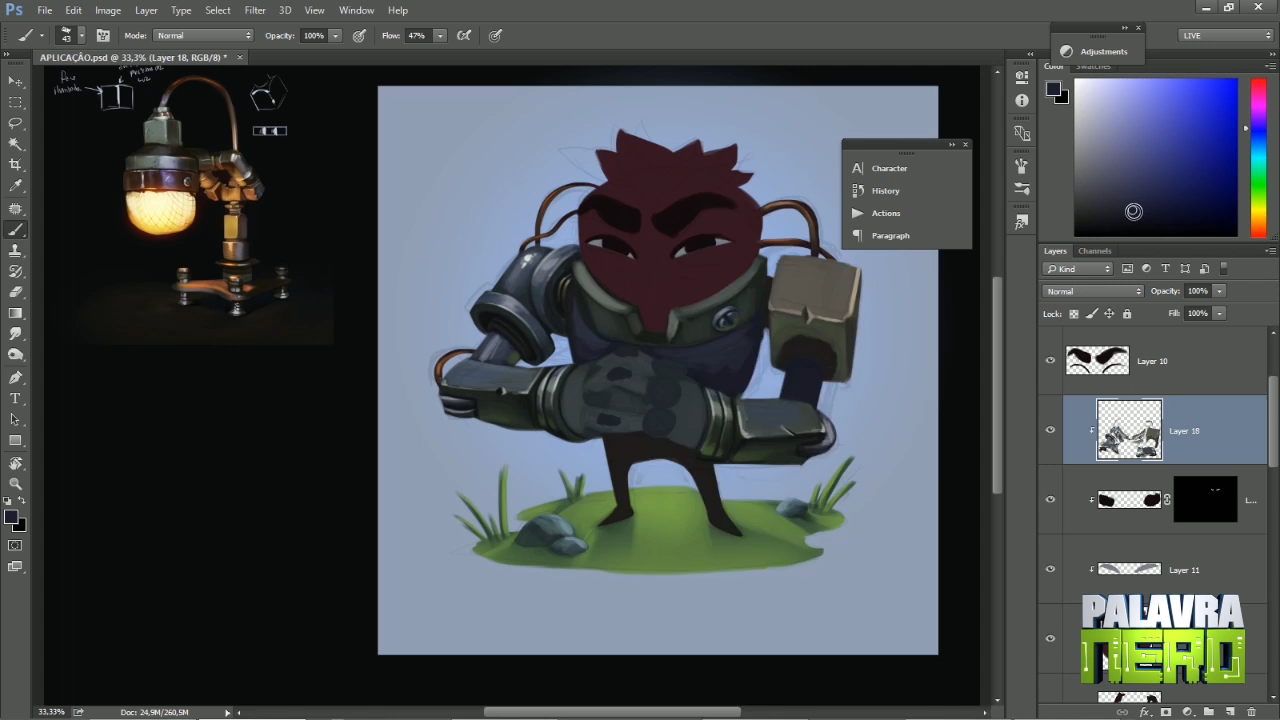 Ps File Edit Image Layer Type Select Filter 3D View Window Help
43 Mode: Normal Opacity: 100% Flow: 47% LIVE
Adjustments
APLICAÇÃO.psd @ 33,3% (Layer 18, RGB/8) * ×
Color Swatches
Character
History
Actions
Paragraph
Layers Channels
Kind
Normal Opacity: 100%
Lock: Fill: 100%
Layer 10
Layer 18
L...
Layer 11
PALAVRA
NERD
33,33% Doc: 24,9M/260,5M